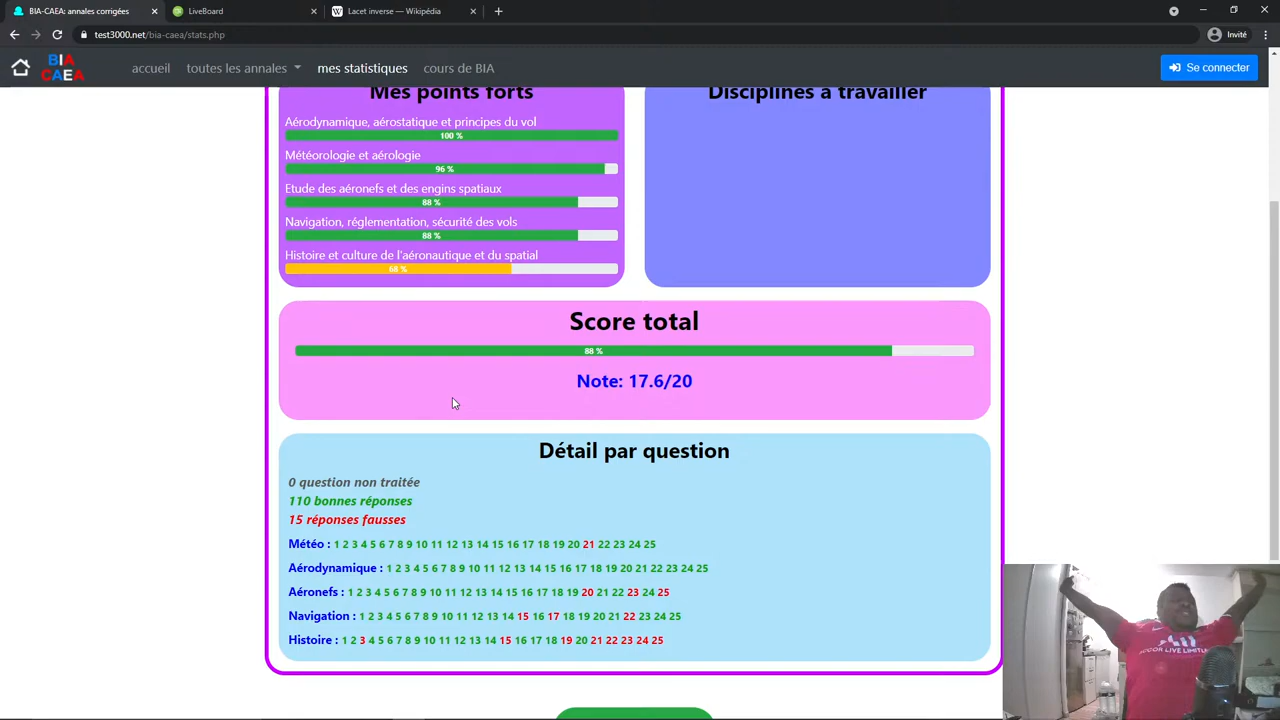 BIA-CAEA: annales corrigées
LiveBoard
Lacet inverse — Wikipédia
test3000.net/bia-caea/stats.php
Invité
BIA
CAEA
accueil
toutes les annales
mes statistiques
cours de BIA
Se connecter
Mes points forts
Aérodynamique, aérostatique et principes du vol
100 %
Météorologie et aérologie
96 %
Etude des aéronefs et des engins spatiaux
88 %
Navigation, réglementation, sécurité des vols
88 %
Histoire et culture de l'aéronautique et du spatial
68 %
Disciplines à travailler
Score total
88 %
Note: 17.6/20
Détail par question
0 question non traitée
110 bonnes réponses
15 réponses fausses
Météo : 1 2 3 4 5 6 7 8 9 10 11 12 13 14 15 16 17 18 19 20 21 22 23 24 25
Aérodynamique : 1 2 3 4 5 6 7 8 9 10 11 12 13 14 15 16 17 18 19 20 21 22 23 24 25
Aéronefs : 1 2 3 4 5 6 7 8 9 10 11 12 13 14 15 16 17 18 19 20 21 22 23 24 25
Navigation : 1 2 3 4 5 6 7 8 9 10 11 12 13 14 15 16 17 18 19 20 21 22 23 24 25
Histoire : 1 2 3 4 5 6 7 8 9 10 11 12 13 14 15 16 17 18 19 20 21 22 23 24 25
LIVE LIMITL